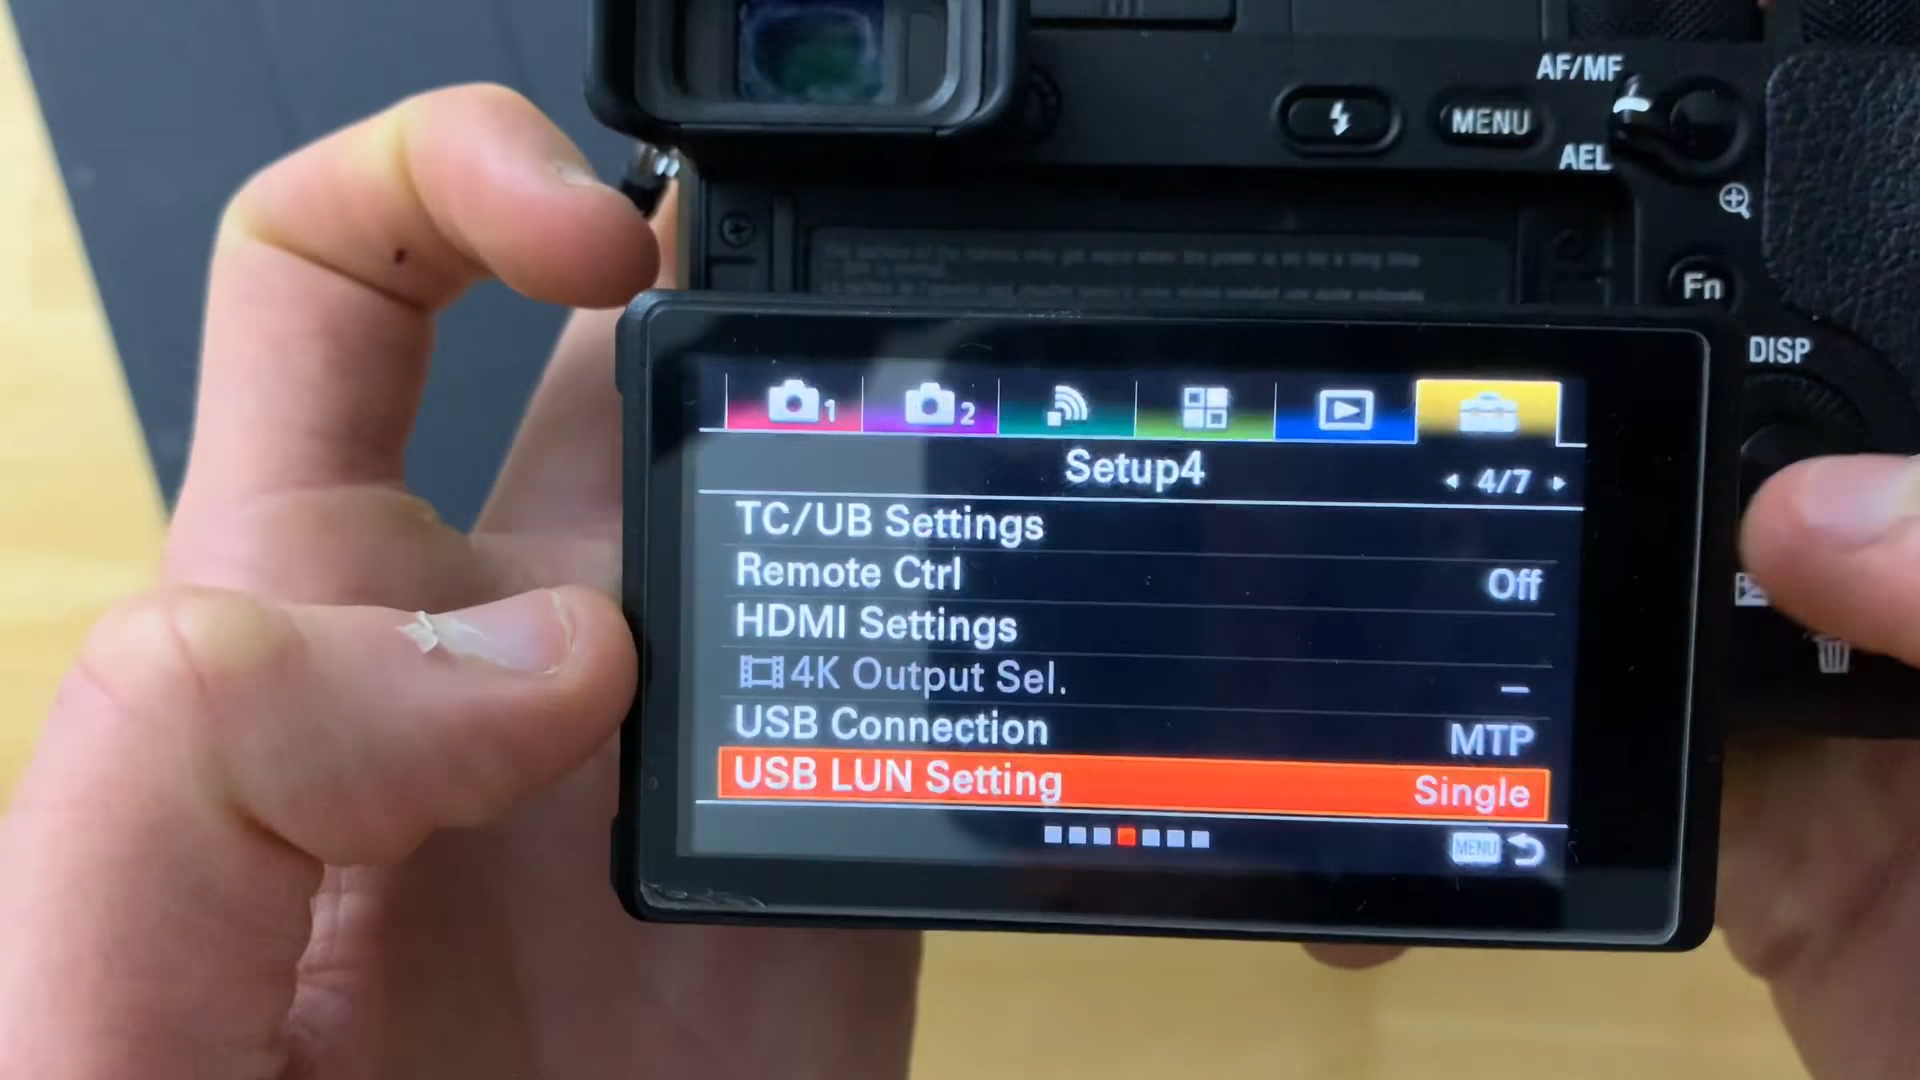 AF/MF
MENU
AEL
Fn
DISP
1
2
Setup4
4/7
TC/UB Settings
Remote Ctrl Off
HDMI Settings
4K Output Sel. –
USB Connection MTP
USB LUN Setting Single
MENU